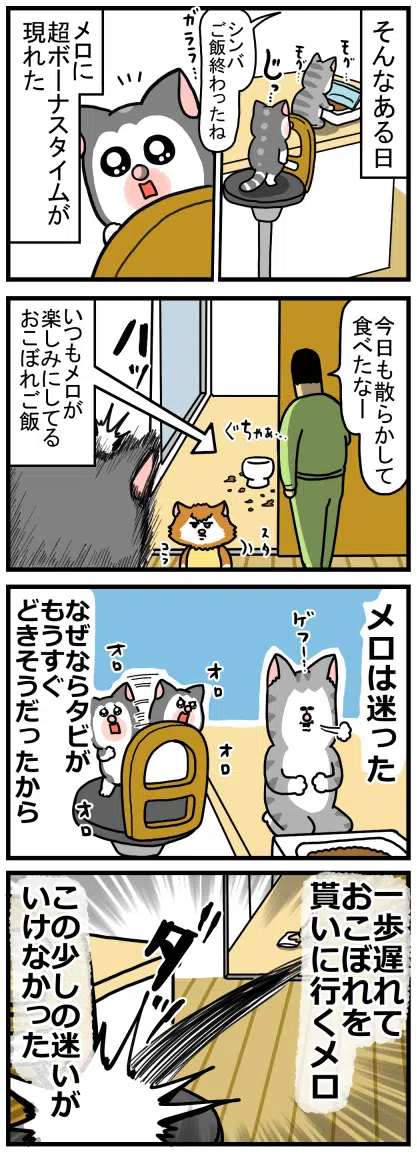 そんなある日
モグ…
モグ…
じっ…
シンバ
ご飯終わったね
ガララ…
メロに
超ボーナスタイムが
現れた
今日も散らかして
食べたなー
ぐちゃあ…
いつもメロが
楽しみにしてる
おこぼれご飯
バッ
スタ
コラ
メロは迷った
ゲフー…
オロ
オロ
オロ
オロ
なぜならタビが
もうすぐ
どきそうだったから
一歩遅れて
おこぼれを
貰いに行くメロ
ダッ
この少しの迷いが
いけなかった